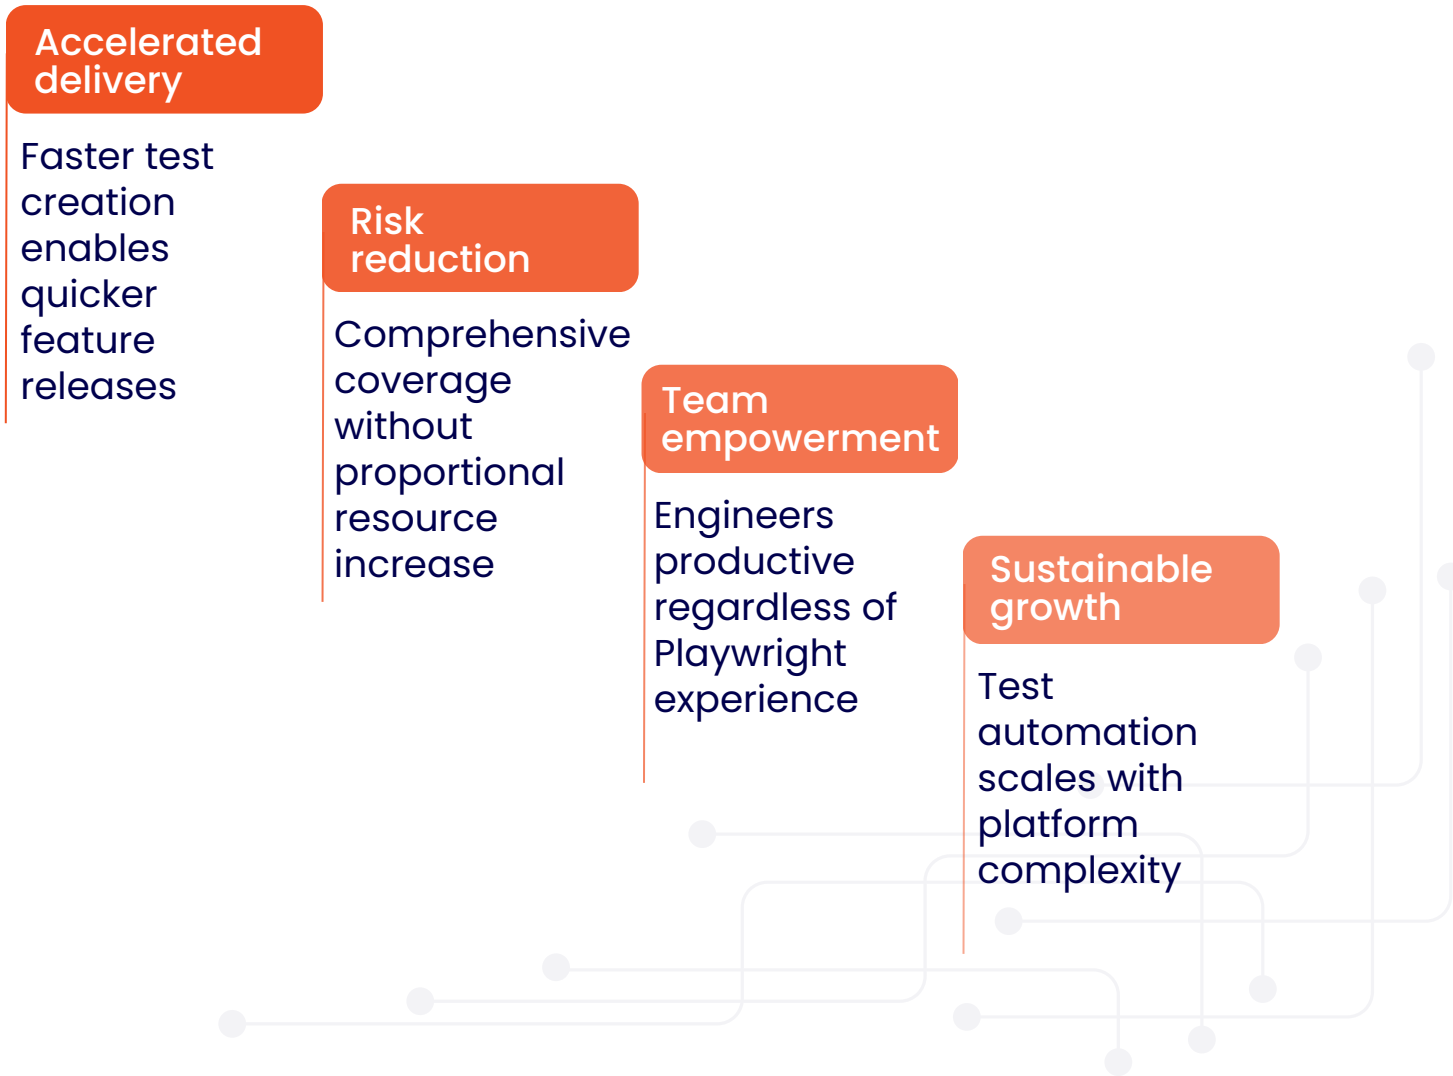 Accelerated
delivery
Faster test
creation
enables
quicker
feature
releases
Risk
reduction
Comprehensive
coverage
without
proportional
resource
increase
Team
empowerment
Engineers
productive
regardless of
Playwright
experience
Sustainable
growth
Test
automation
scales with
platform
complexity